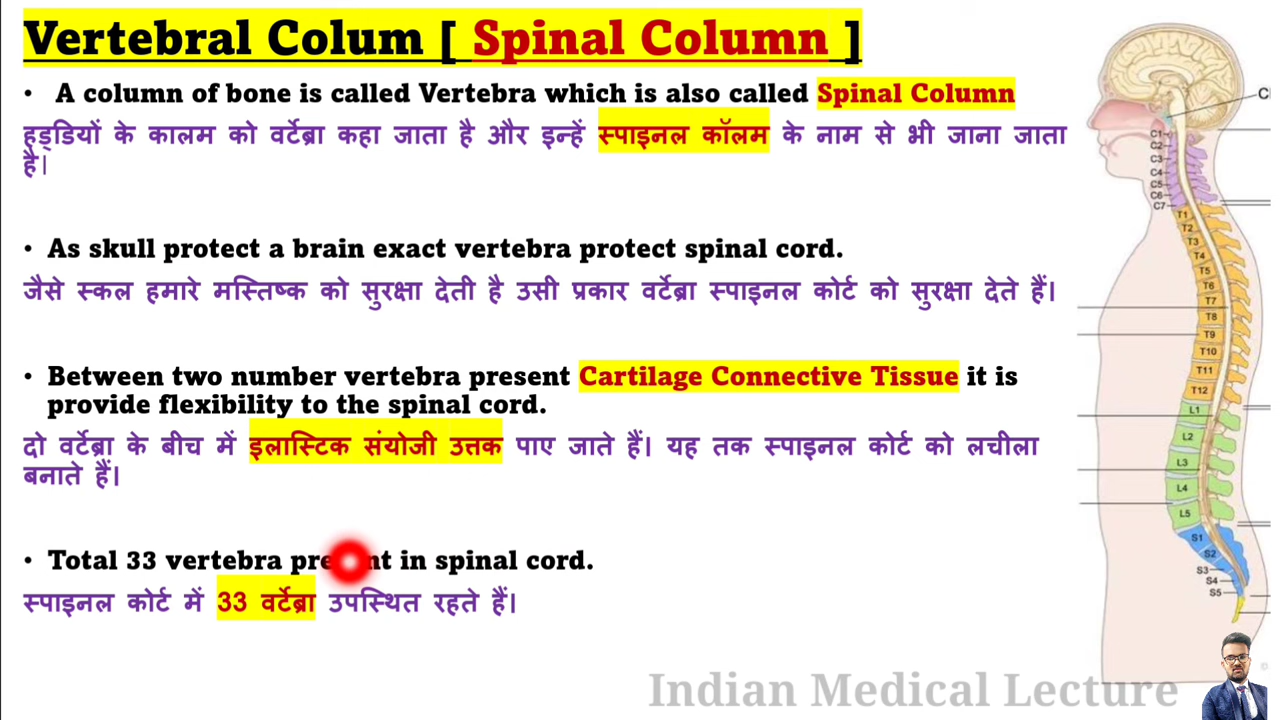 Vertebral Colum [ Spinal Column ]
• A column of bone is called Vertebra which is also called Spinal Column
हड्डियों के कालम को वर्टेब्रा कहा जाता है और इन्हें स्पाइनल कॉलम के नाम से भी जाना जाता
है।
• As skull protect a brain exact vertebra protect spinal cord.
जैसे स्कल हमारे मस्तिष्क को सुरक्षा देती है उसी प्रकार वर्टेब्रा स्पाइनल कोर्ट को सुरक्षा देते हैं।
• Between two number vertebra present Cartilage Connective Tissue it is
provide flexibility to the spinal cord.
दो वर्टेब्रा के बीच में इलास्टिक संयोजी उत्तक पाए जाते हैं। यह तक स्पाइनल कोर्ट को लचीला
बनाते हैं।
• Total 33 vertebra present in spinal cord.
स्पाइनल कोर्ट में 33 वर्टेब्रा उपस्थित रहते हैं।
C1
C2
C3
C4
C5
C6
C7
T1
T2
T3
T4
T5
T6
T7
T8
T9
T10
T11
T12
L1
L2
L3
L4
L5
S1
S2
S3
S4
S5
Indian Medical Lecture